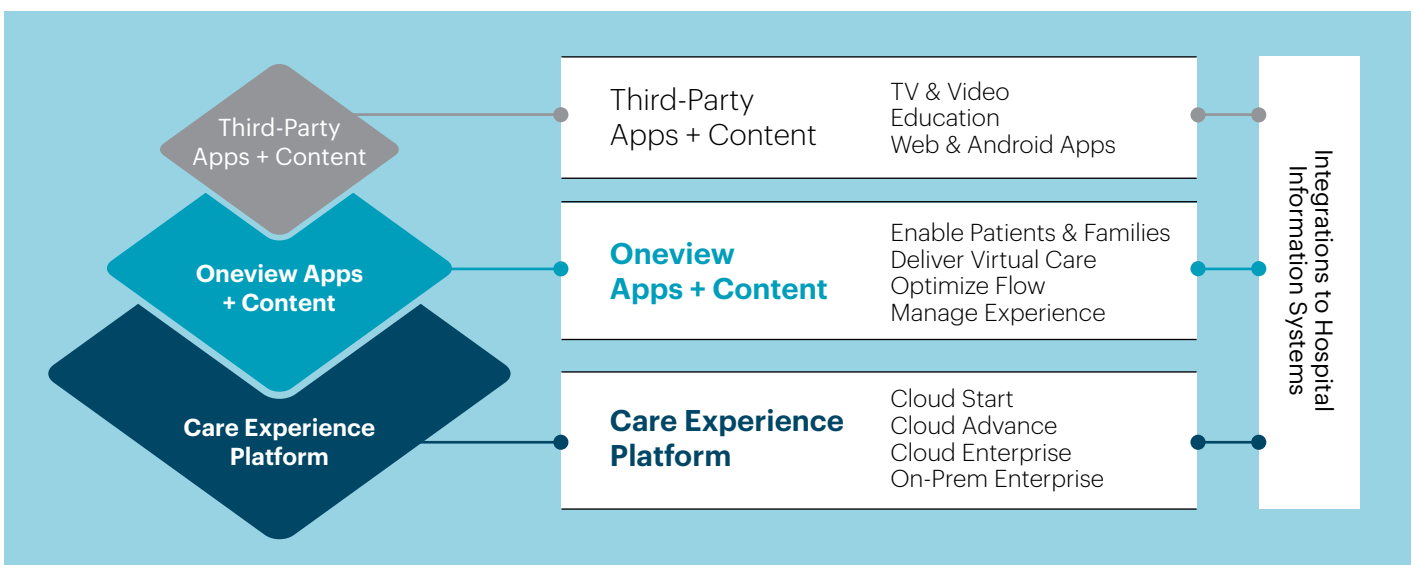 Third-Party
Apps + Content
Oneview Apps
+ Content
Care Experience
Platform
Third-Party
Apps + Content
TV & Video
Education
Web & Android Apps
Oneview
Apps + Content
Enable Patients & Families
Deliver Virtual Care
Optimize Flow
Manage Experience
Care Experience
Platform
Cloud Start
Cloud Advance
Cloud Enterprise
On-Prem Enterprise
Integrations to Hospital
Information Systems